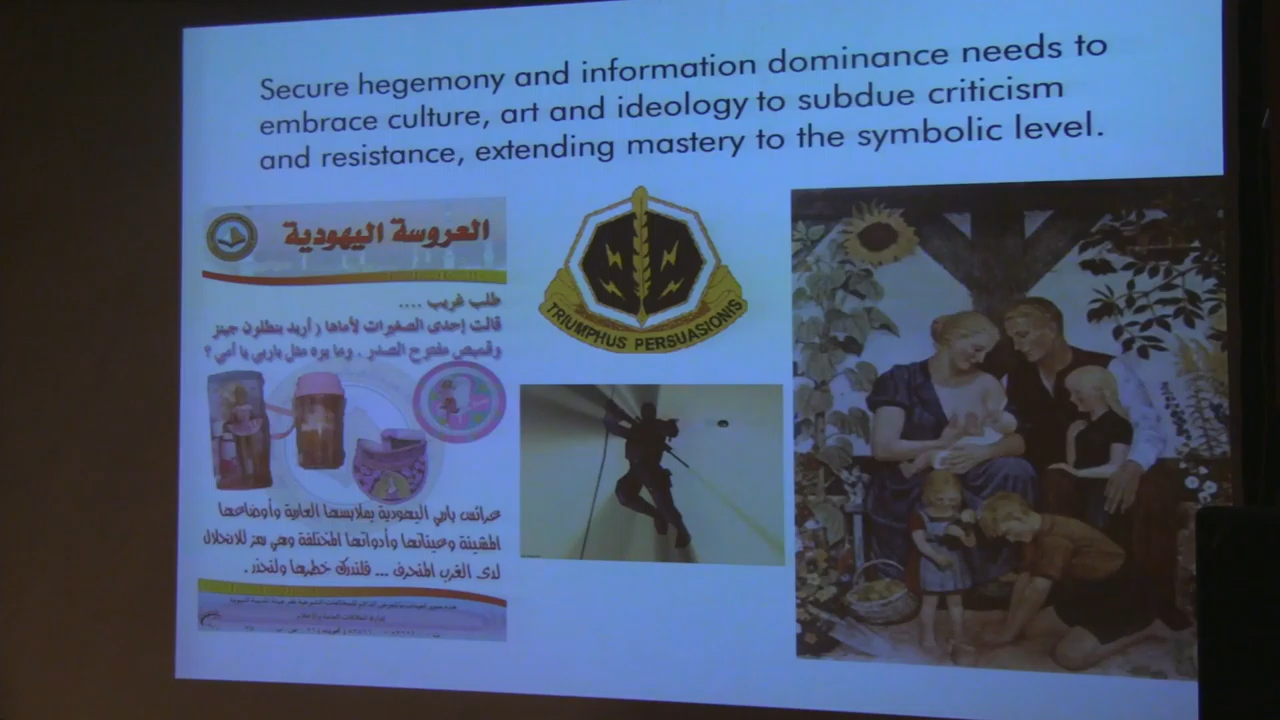 Secure hegemony and information dominance needs to
embrace culture, art and ideology to subdue criticism
and resistance, extending mastery to the symbolic level.
العروسة اليهودية
طلب غريب ....
قالت إحدى الصغيرات لأمها ( أريد بنطلون جينز
وقميص مفتوح الصدر . وما يوه مثل باربي يا أمي ؟
عرائس باربي اليهودية بملابسها العارية وأوضاعها
المشينة وعيناتها وأدواتها المختلفة وهي رمز للانحلال
لدى الغرب المنحرف ... فلندرك خطرها ولنحذر .
TRIUMPHUS PERSUASIONIS